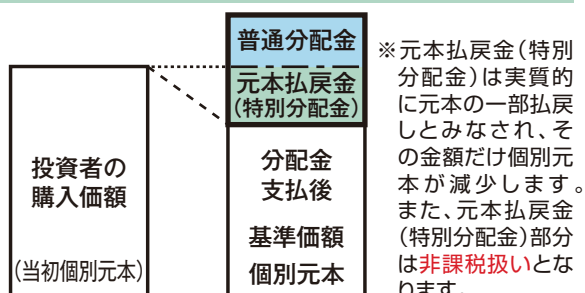 投資者の
購入価額
(当初個別元本)
普通分配金
元本払戻金
(特別分配金)
分配金
支払後
基準価額
個別元本
※元本払戻金(特別
分配金)は実質的
に元本の一部払戻
しとみなされ、そ
の金額だけ個別元
本が減少します。
また、元本払戻金
(特別分配金)部分
は非課税扱いとな
ります。